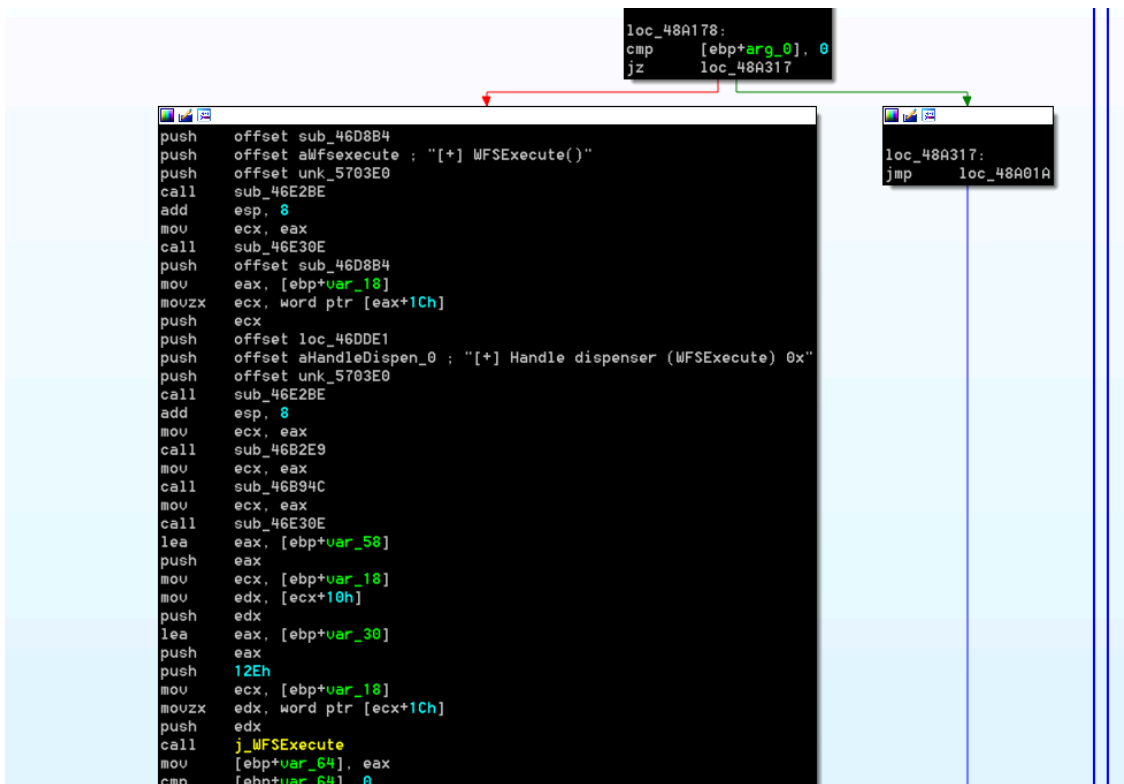 loc_48A178:
cmp [ebp+arg_0], 0
jz loc_48A317
push offset sub_46D8B4
push offset aWfsexecute ; "[+] WFSExecute()"
push offset unk_5703E0
call sub_46E2BE
add esp, 8
mov ecx, eax
call sub_46E30E
push offset sub_46D8B4
mov eax, [ebp+var_18]
movzx ecx, word ptr [eax+1Ch]
push ecx
push offset loc_46DDE1
push offset aHandleDispen_0 ; "[+] Handle dispenser (WFSExecute) 0x"
push offset unk_5703E0
call sub_46E2BE
add esp, 8
mov ecx, eax
call sub_46B2E9
mov ecx, eax
call sub_46B94C
mov ecx, eax
call sub_46E30E
lea eax, [ebp+var_58]
push eax
mov ecx, [ebp+var_18]
mov edx, [ecx+10h]
push edx
lea eax, [ebp+var_30]
push eax
push 12Eh
mov ecx, [ebp+var_18]
movzx edx, word ptr [ecx+1Ch]
push edx
call j_WFSExecute
mov [ebp+var_64], eax
cmp [ebp+var_64], 0
loc_48A317:
jmp loc_48A01A